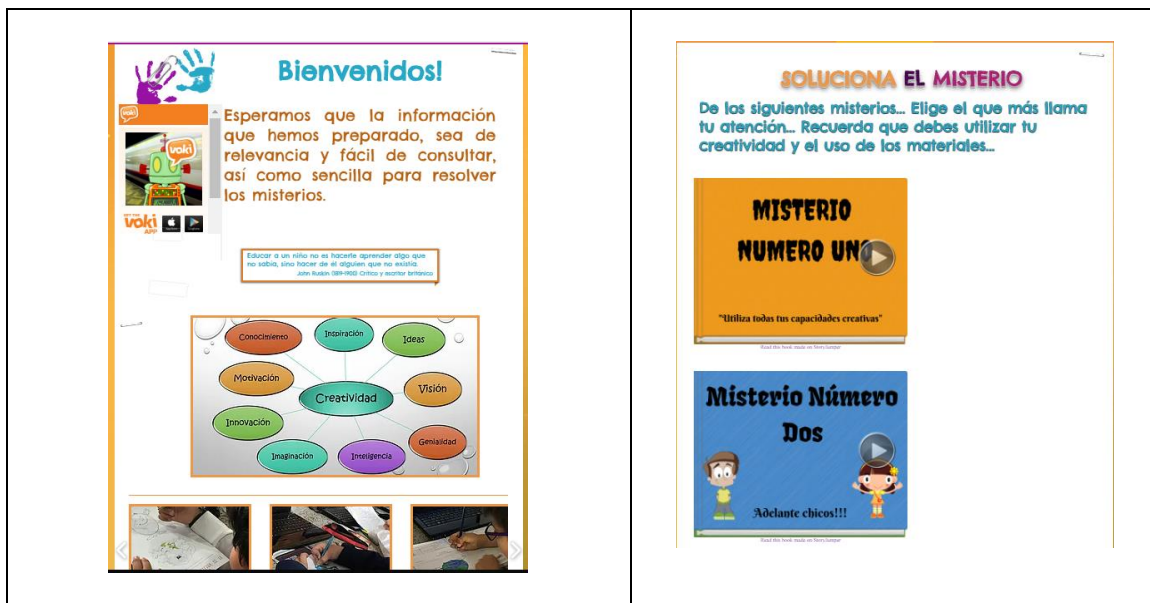 Bienvenidos!
voki
voki
Esperamos que la información
que hemos preparado, sea de
relevancia y fácil de consultar,
así como sencilla para resolver
los misterios.
voki
APP
Educar a un niño no es hacerle aprender algo que
no sabía, sino hacer de él alguien que no existía.
John Ruskin (1819-1900) Crítico y escritor británico
Conocimiento
Inspiración
Ideas
Motivación
Creatividad
Visión
Innovación
Genialidad
Imaginación
Inteligencia
SOLUCIONA EL MISTERIO
De los siguientes misterios... Elige el que más llama
tu atención... Recuerda que debes utilizar tu
creatividad y el uso de los materiales...
MISTERIO
NUMERO UNO
"Utiliza todas tus capacidades creativas"
Read this book made on StoryJumper
Misterio Número
Dos
Adelante chicos!!!
Read this book made on StoryJumper